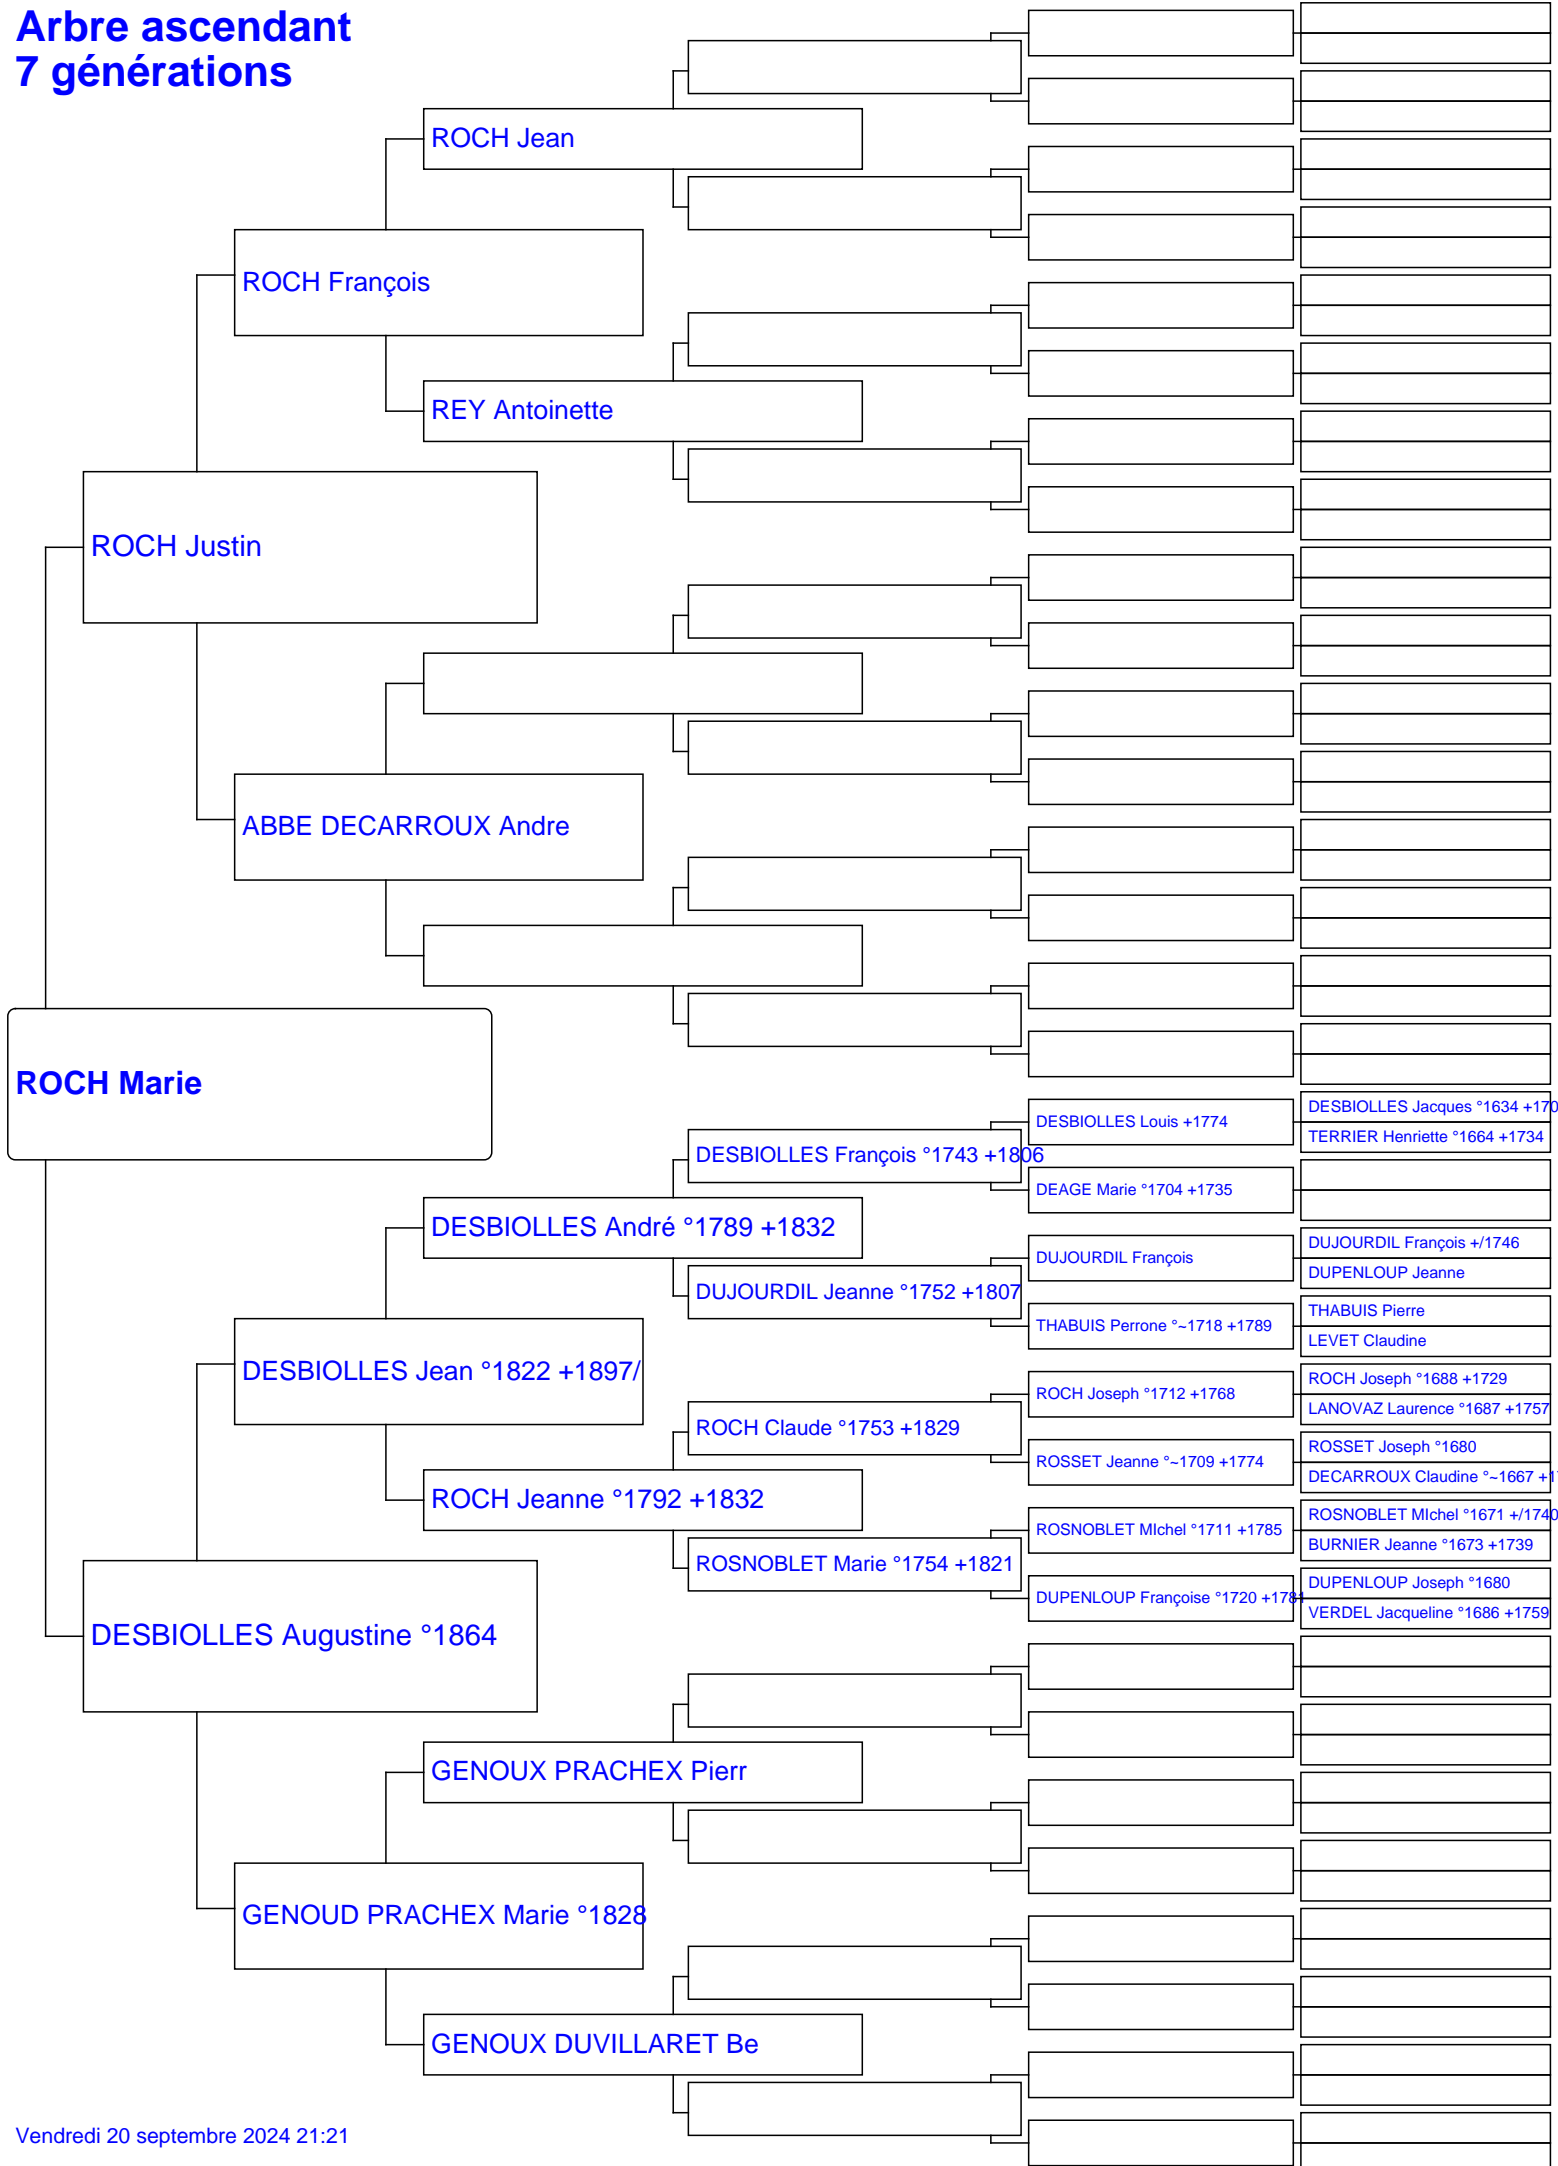 Arbre ascendant
7 générations
ROCH Jean
ROCH François
REY Antoinette
ROCH Justin
ABBE DECARROUX Andre
ROCH Marie
DESBIOLLES Jacques °1634 +170
DESBIOLLES Louis +1774
TERRIER Henriette °1664 +1734
DESBIOLLES François °1743 +1806
DEAGE Marie °1704 +1735
DESBIOLLES André °1789 +1832
DUJOURDIL François +/1746
DUJOURDIL François
DUPENLOUP Jeanne
DUJOURDIL Jeanne °1752 +1807
THABUIS Pierre
THABUIS Perrone °~1718 +1789
LEVET Claudine
DESBIOLLES Jean °1822 +1897/
ROCH Joseph °1688 +1729
ROCH Joseph °1712 +1768
LANOVAZ Laurence °1687 +1757
ROCH Claude °1753 +1829
ROSSET Joseph °1680
ROSSET Jeanne °~1709 +1774
DECARROUX Claudine °~1667 +1
ROCH Jeanne °1792 +1832
ROSNOBLET MIchel °1671 +/1740
ROSNOBLET MIchel °1711 +1785
BURNIER Jeanne °1673 +1739
ROSNOBLET Marie °1754 +1821
DUPENLOUP Joseph °1680
DUPENLOUP Françoise °1720 +1781
VERDEL Jacqueline °1686 +1759
DESBIOLLES Augustine °1864
GENOUX PRACHEX Pierr
GENOUD PRACHEX Marie °1828
GENOUX DUVILLARET Be
Vendredi 20 septembre 2024 21:21